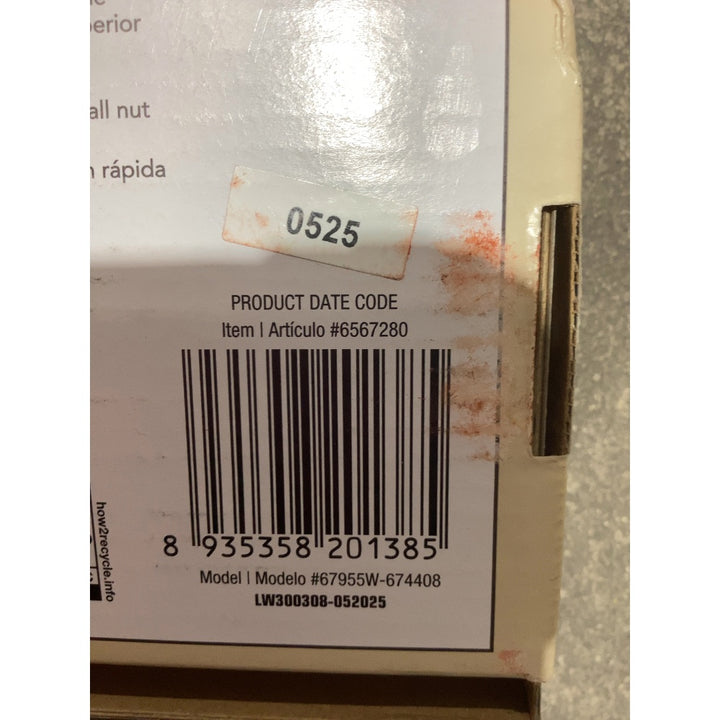 perior
all nut
rápida
0525
PRODUCT DATE CODE
Item | Artículo #6567280
8 935358 201385
Model | Modelo #67955W-674408
LW300308-052025
how2recycle.info